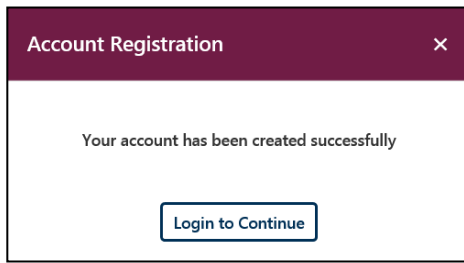 Account Registration ×
Your account has been created successfully
Login to Continue